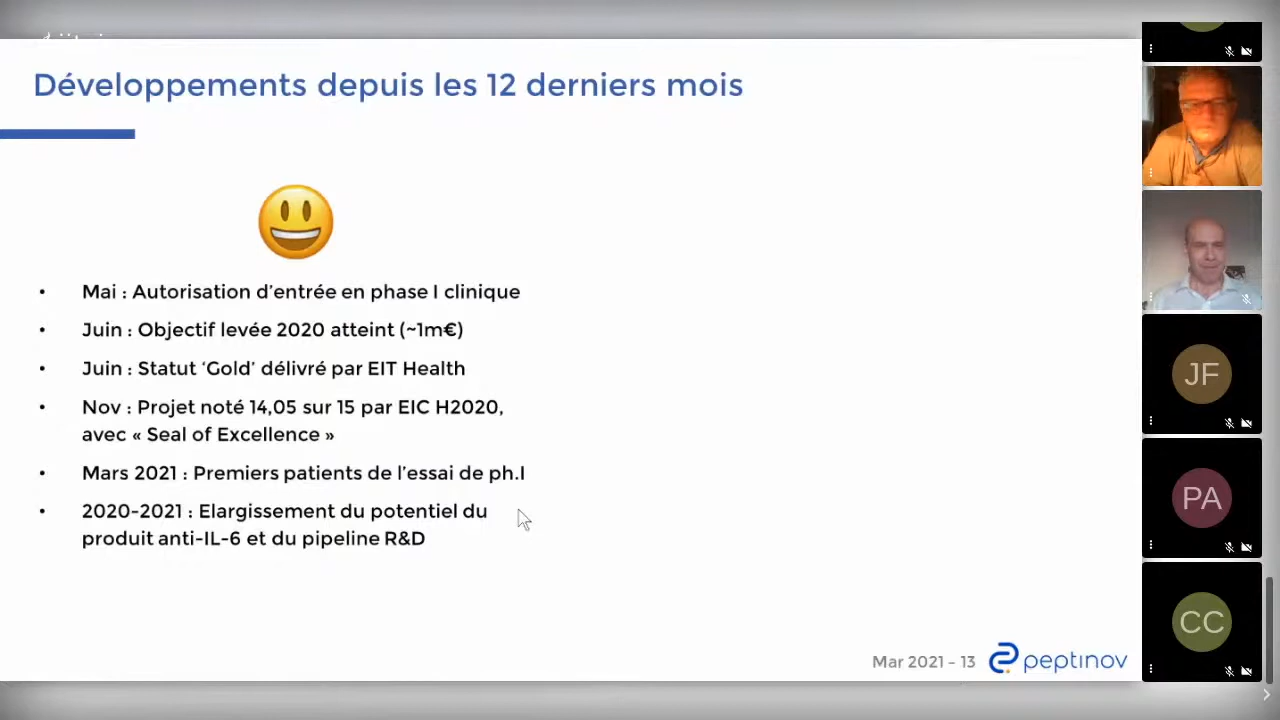 Développements depuis les 12 derniers mois
• Mai : Autorisation d'entrée en phase I clinique
• Juin : Objectif levée 2020 atteint (~1m€)
• Juin : Statut ‘Gold’ délivré par EIT Health
• Nov : Projet noté 14,05 sur 15 par EIC H2020,
avec « Seal of Excellence »
• Mars 2021 : Premiers patients de l'essai de ph.I
• 2020-2021 : Elargissement du potentiel du
produit anti-IL-6 et du pipeline R&D
Mar 2021 - 13
peptinov
JF
PA
CC